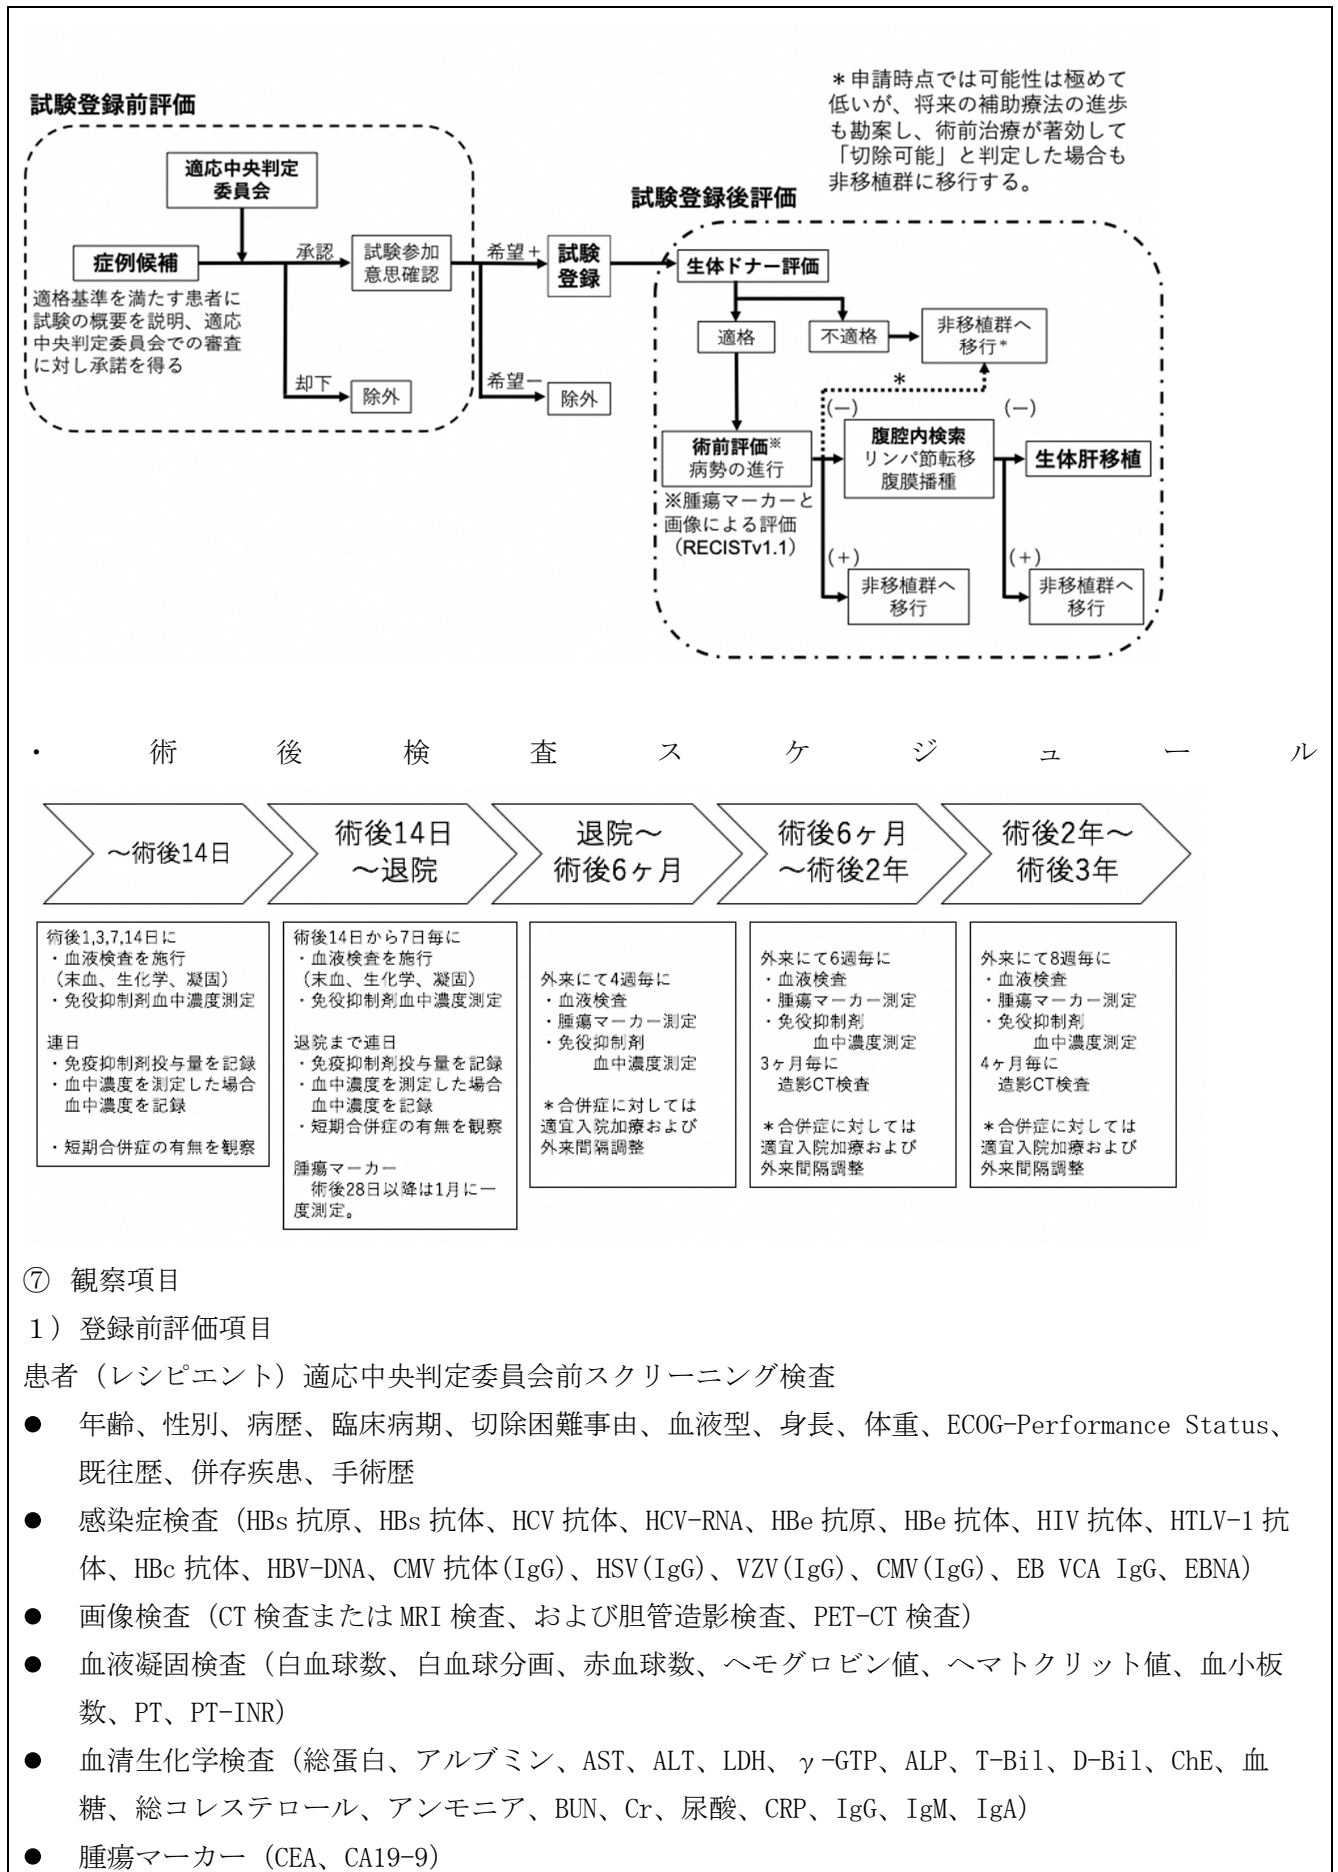 ＊申請時点では可能性は極めて
低いが、将来の補助療法の進歩
も勘案し、術前治療が著効して
「切除可能」と判定した場合も
非移植群に移行する。
試験登録前評価
適応中央判定
委員会
症例候補
承認
試験参加
意思確認
希望＋
試験
登録
適格基準を満たす患者に
試験の概要を説明、適応
中央判定委員会での審査
に対し承諾を得る
却下
除外
希望－
除外
試験登録後評価
生体ドナー評価
適格
不適格
非移植群へ
移行*
*
(－)
(－)
術前評価※
病勢の進行
腹腔内検索
リンパ節転移
腹膜播種
生体肝移植
※腫瘍マーカーと
画像による評価
（RECISTv1.1）
(+)
(+)
非移植群へ
移行
非移植群へ
移行
・術後検査スケジュール
～術後14日
術後14日
～退院
退院～
術後6ヶ月
術後6ヶ月
～術後2年
術後2年～
術後3年
術後1,3,7,14日に
・血液検査を施行
（末血、生化学、凝固）
・免役抑制剤血中濃度測定
連日
・免疫抑制剤投与量を記録
・血中濃度を測定した場合
血中濃度を記録
・短期合併症の有無を観察
術後14日から7日毎に
・血液検査を施行
（末血、生化学、凝固）
・免役抑制剤血中濃度測定
退院まで連日
・免疫抑制剤投与量を記録
・血中濃度を測定した場合
血中濃度を記録
・短期合併症の有無を観察
腫瘍マーカー
術後28日以降は1月に一
度測定。
外来にて4週毎に
・血液検査
・腫瘍マーカー測定
・免役抑制剤
血中濃度測定
＊合併症に対しては
適宜入院加療および
外来間隔調整
外来にて6週毎に
・血液検査
・腫瘍マーカー測定
・免役抑制剤
血中濃度測定
3ヶ月毎に
造影CT検査
＊合併症に対しては
適宜入院加療および
外来間隔調整
外来にて8週毎に
・血液検査
・腫瘍マーカー測定
・免役抑制剤
血中濃度測定
4ヶ月毎に
造影CT検査
＊合併症に対しては
適宜入院加療および
外来間隔調整
⑦ 観察項目
１）登録前評価項目
患者（レシピエント）適応中央判定委員会前スクリーニング検査
● 年齢、性別、病歴、臨床病期、切除困難事由、血液型、身長、体重、ECOG-Performance Status、
既往歴、併存疾患、手術歴
● 感染症検査（HBs 抗原、HBs 抗体、HCV 抗体、HCV-RNA、HBe 抗原、HBe 抗体、HIV 抗体、HTLV-1 抗
体、HBc 抗体、HBV-DNA、CMV 抗体(IgG)、HSV(IgG)、VZV(IgG)、CMV(IgG)、EB VCA IgG、EBNA）
● 画像検査（CT 検査または MRI 検査、および胆管造影検査、PET-CT 検査）
● 血液凝固検査（白血球数、白血球分画、赤血球数、ヘモグロビン値、ヘマトクリット値、血小板
数、PT、PT-INR）
● 血清生化学検査（総蛋白、アルブミン、AST、ALT、LDH、γ-GTP、ALP、T-Bil、D-Bil、ChE、血
糖、総コレステロール、アンモニア、BUN、Cr、尿酸、CRP、IgG、IgM、IgA）
● 腫瘍マーカー（CEA、CA19-9）